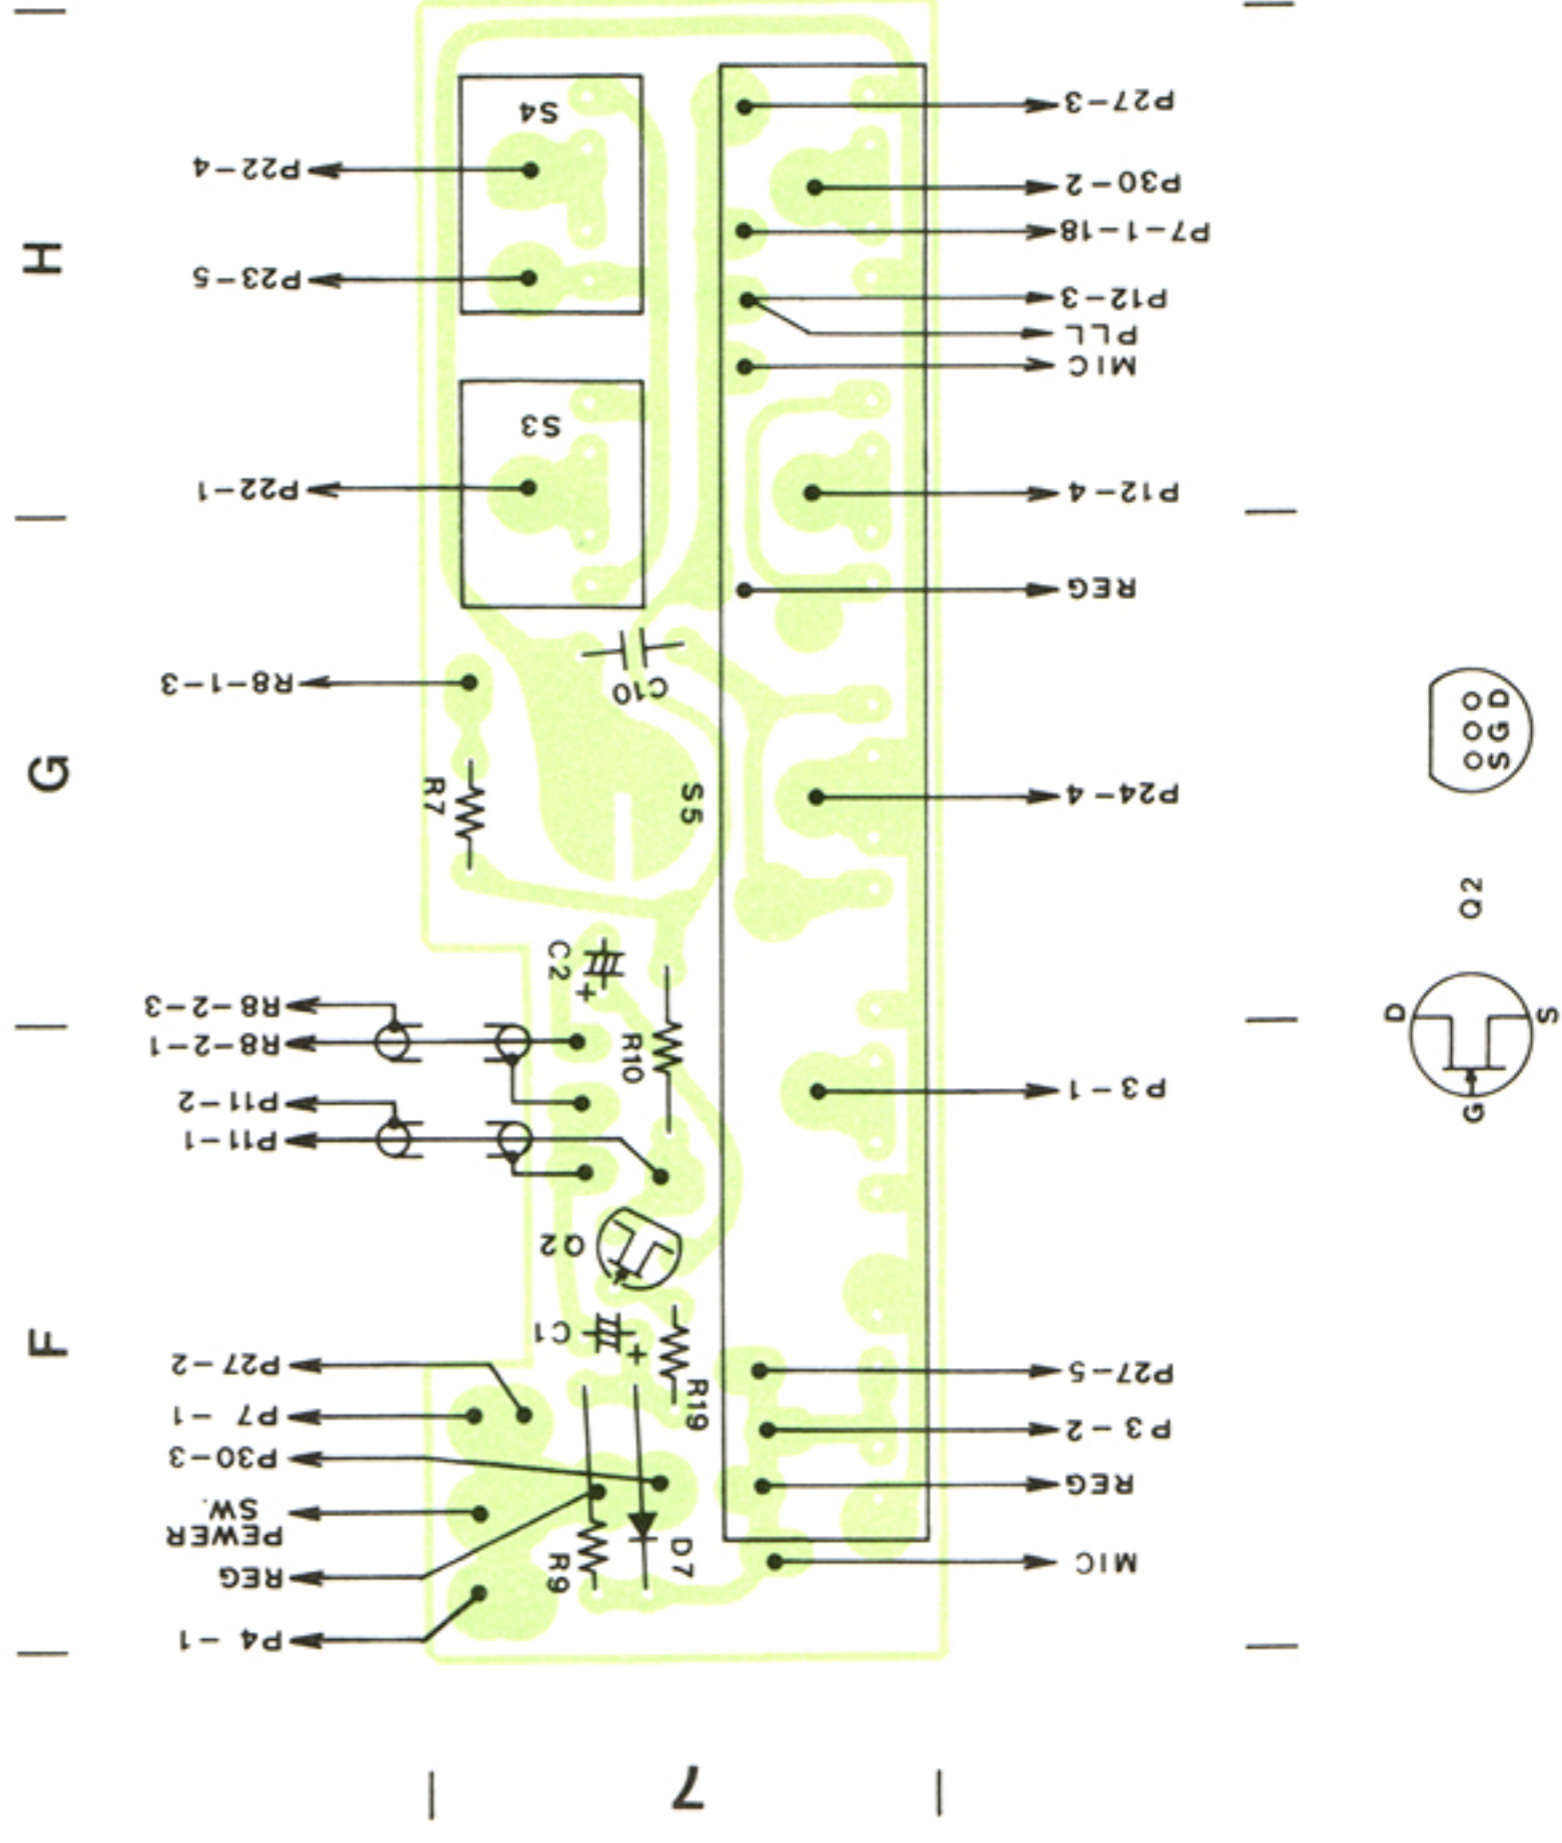 H
G
F
7
P22-4
P23-5
P22-1
R8-1-3
R8-2-3
R8-2-1
P11-2
P11-1
P27-2
P7 -1
P30-3
PEWER
SW.
REG
P4 -1
S4
S3
C10
R7
S5
C2
+
R10
Q2
C1
+
R19
R9
D7
P27-3
P30-2
P7-1-18
P12-3
PLL
MIC
P12-4
REG
P24-4
P3-1
P27-5
P3-2
REG
MIC
SGD
Q2
D
S
G